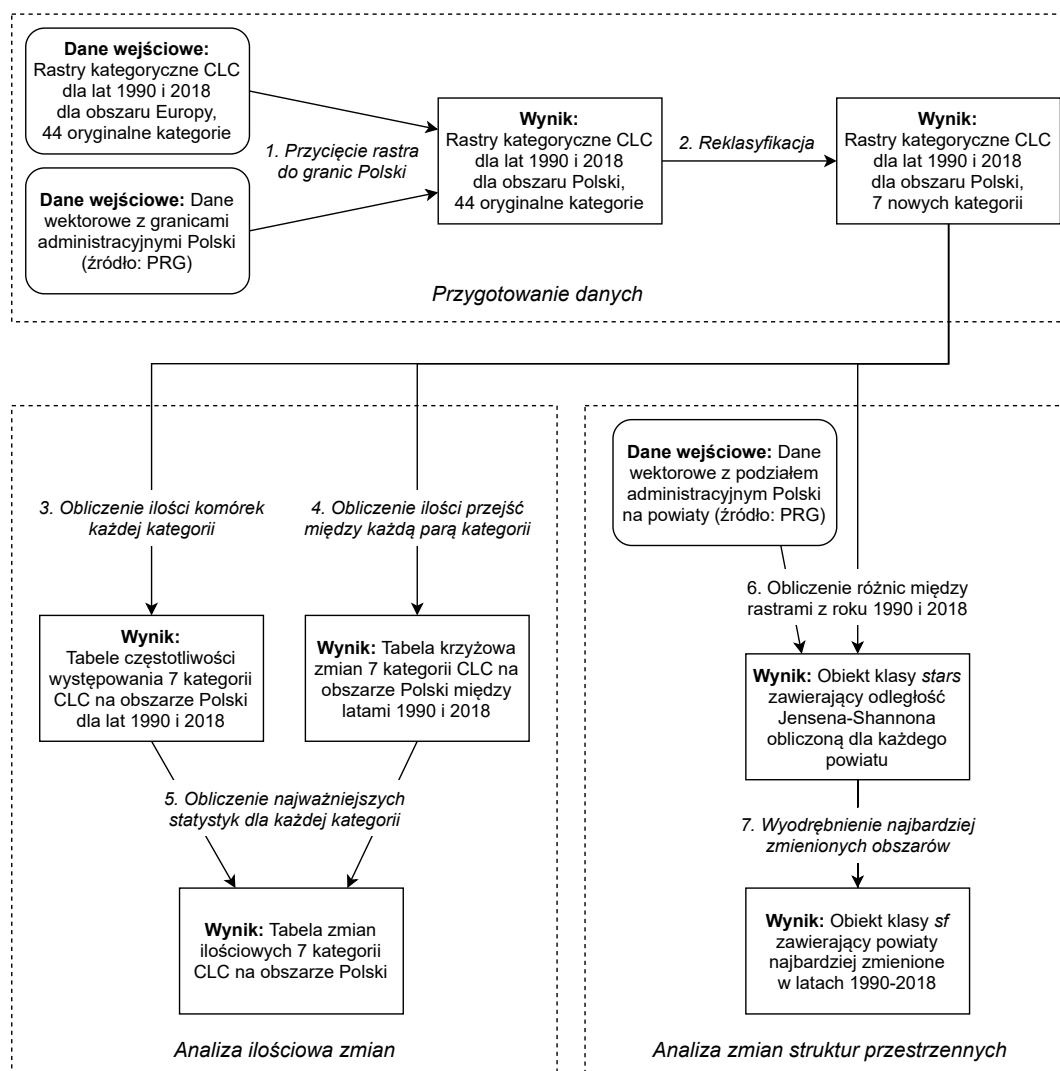 Dane wejściowe:
Rastry kategoryczne CLC
dla lat 1990 i 2018
dla obszaru Europy,
44 oryginalne kategorie
Dane wejściowe: Dane
wektorowe z granicami
administracyjnymi Polski
(źródło: PRG)
1. Przycięcie rastra
do granic Polski
Wynik:
Rastry kategoryczne CLC
dla lat 1990 i 2018
dla obszaru Polski,
44 oryginalne kategorie
2. Reklasyfikacja
Wynik:
Rastry kategoryczne CLC
dla lat 1990 i 2018
dla obszaru Polski,
7 nowych kategorii
Przygotowanie danych
3. Obliczenie ilości komórek
każdej kategorii
4. Obliczenie ilości przejść
między każdą parą kategorii
Wynik:
Tabele częstotliwości
występowania 7 kategorii
CLC na obszarze Polski
dla lat 1990 i 2018
Wynik: Tabela krzyżowa
zmian 7 kategorii CLC na
obszarze Polski między
latami 1990 i 2018
5. Obliczenie najważniejszych
statystyk dla każdej kategorii
Wynik: Tabela zmian
ilościowych 7 kategorii
CLC na obszarze Polski
Analiza ilościowa zmian
Dane wejściowe: Dane
wektorowe z podziałem
administracyjnym Polski
na powiaty (źródło: PRG)
6. Obliczenie różnic między
rastrami z roku 1990 i 2018
Wynik: Obiekt klasy stars
zawierający odległość
Jensena-Shannona
obliczoną dla każdego
powiatu
7. Wyodrębnienie najbardziej
zmienionych obszarów
Wynik: Obiekt klasy sf
zawierający powiaty
najbardziej zmienione
w latach 1990-2018
Analiza zmian struktur przestrzennych